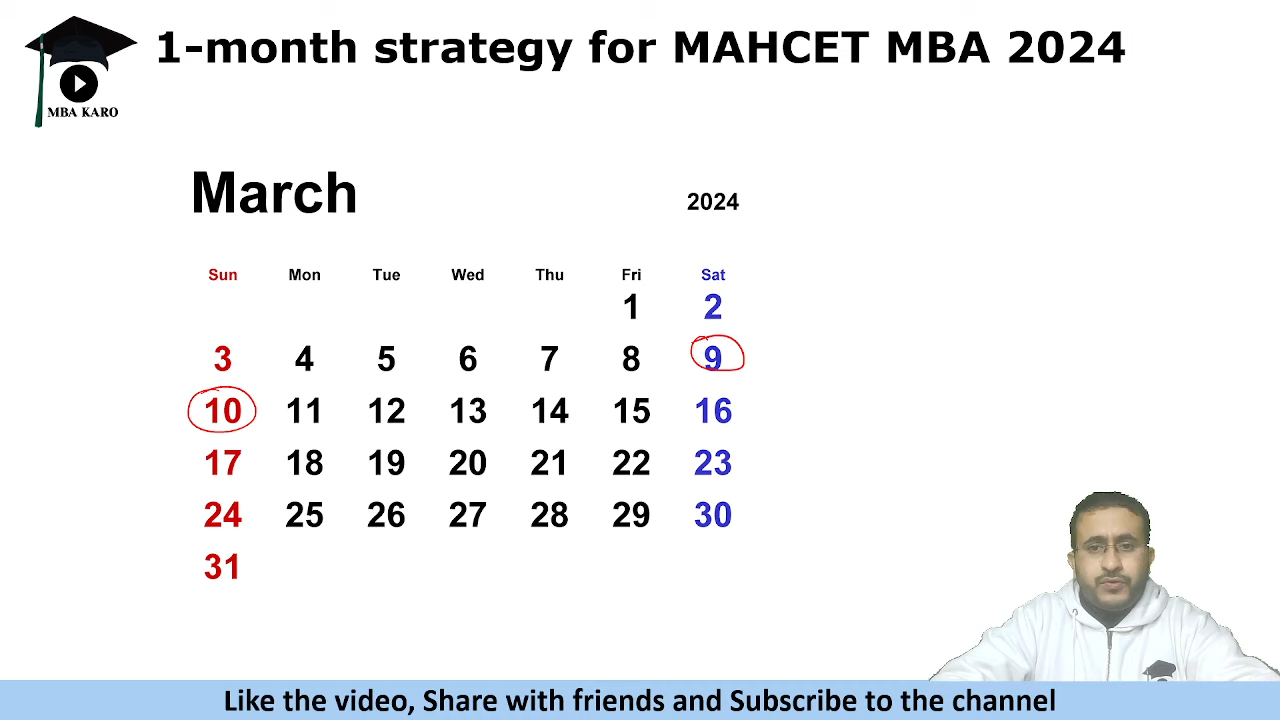 1-month strategy for MAHCET MBA 2024
MBA KARO
March 2024
Sun Mon Tue Wed Thu Fri Sat
1 2
3 4 5 6 7 8 9
10 11 12 13 14 15 16
17 18 19 20 21 22 23
24 25 26 27 28 29 30
31
Like the video, Share with friends and Subscribe to the channel